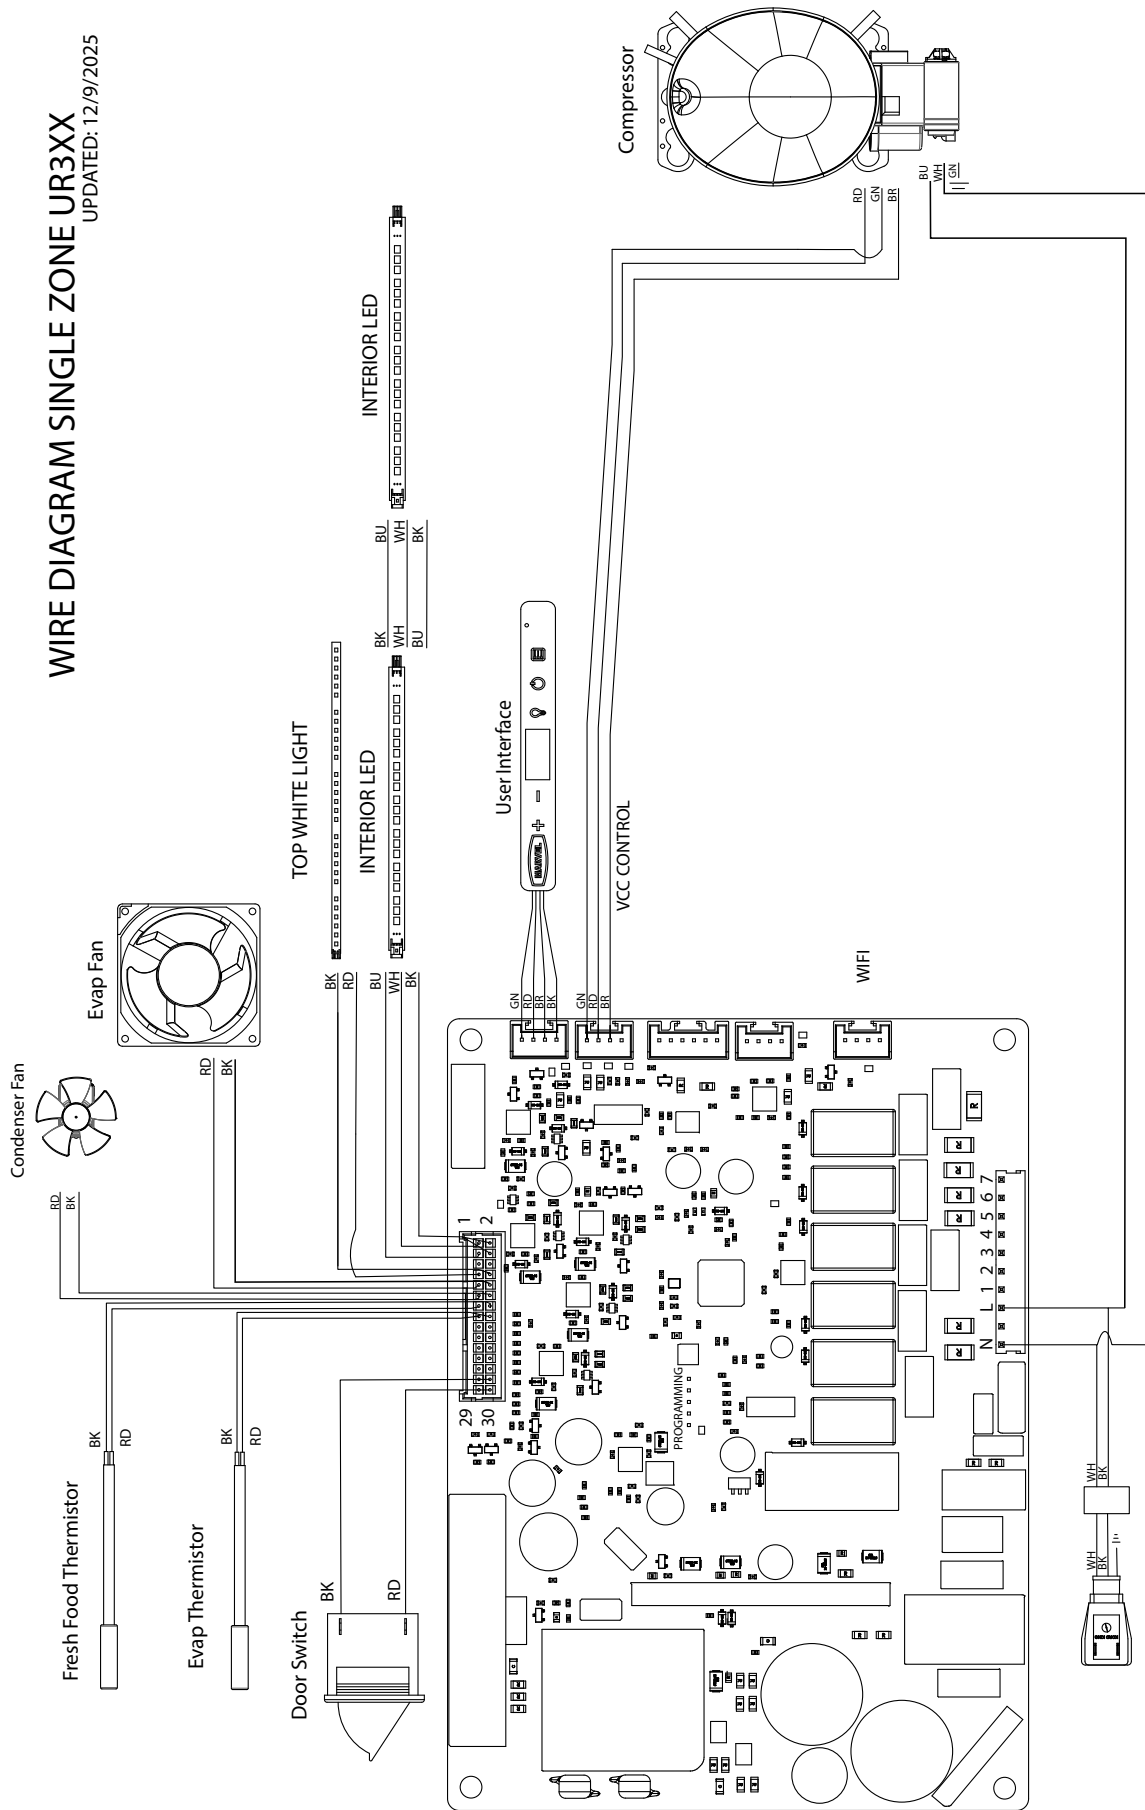 WIRE DIAGRAM SINGLE ZONE UR3XX
UPDATED: 12/9/2025
Condenser Fan
RD
BK
Evap Fan
RD
BK
TOP WHITE LIGHT
BK
RD
INTERIOR LED
BU
WH
BK
BK
WH
BU
INTERIOR LED
BU
WH
BK
User Interface
MARVEL
GN
RD
BR
BK
VCC CONTROL
GN
RD
BR
Compressor
RD
GN
BR
BU
WH
GN
WIFI
Fresh Food Thermistor
BK
RD
Evap Thermistor
BK
RD
Door Switch
BK
RD
1
2
29
30
PROGRAMMING
N L 1 2 3 4 5 6 7
WH
BK
WH
BK